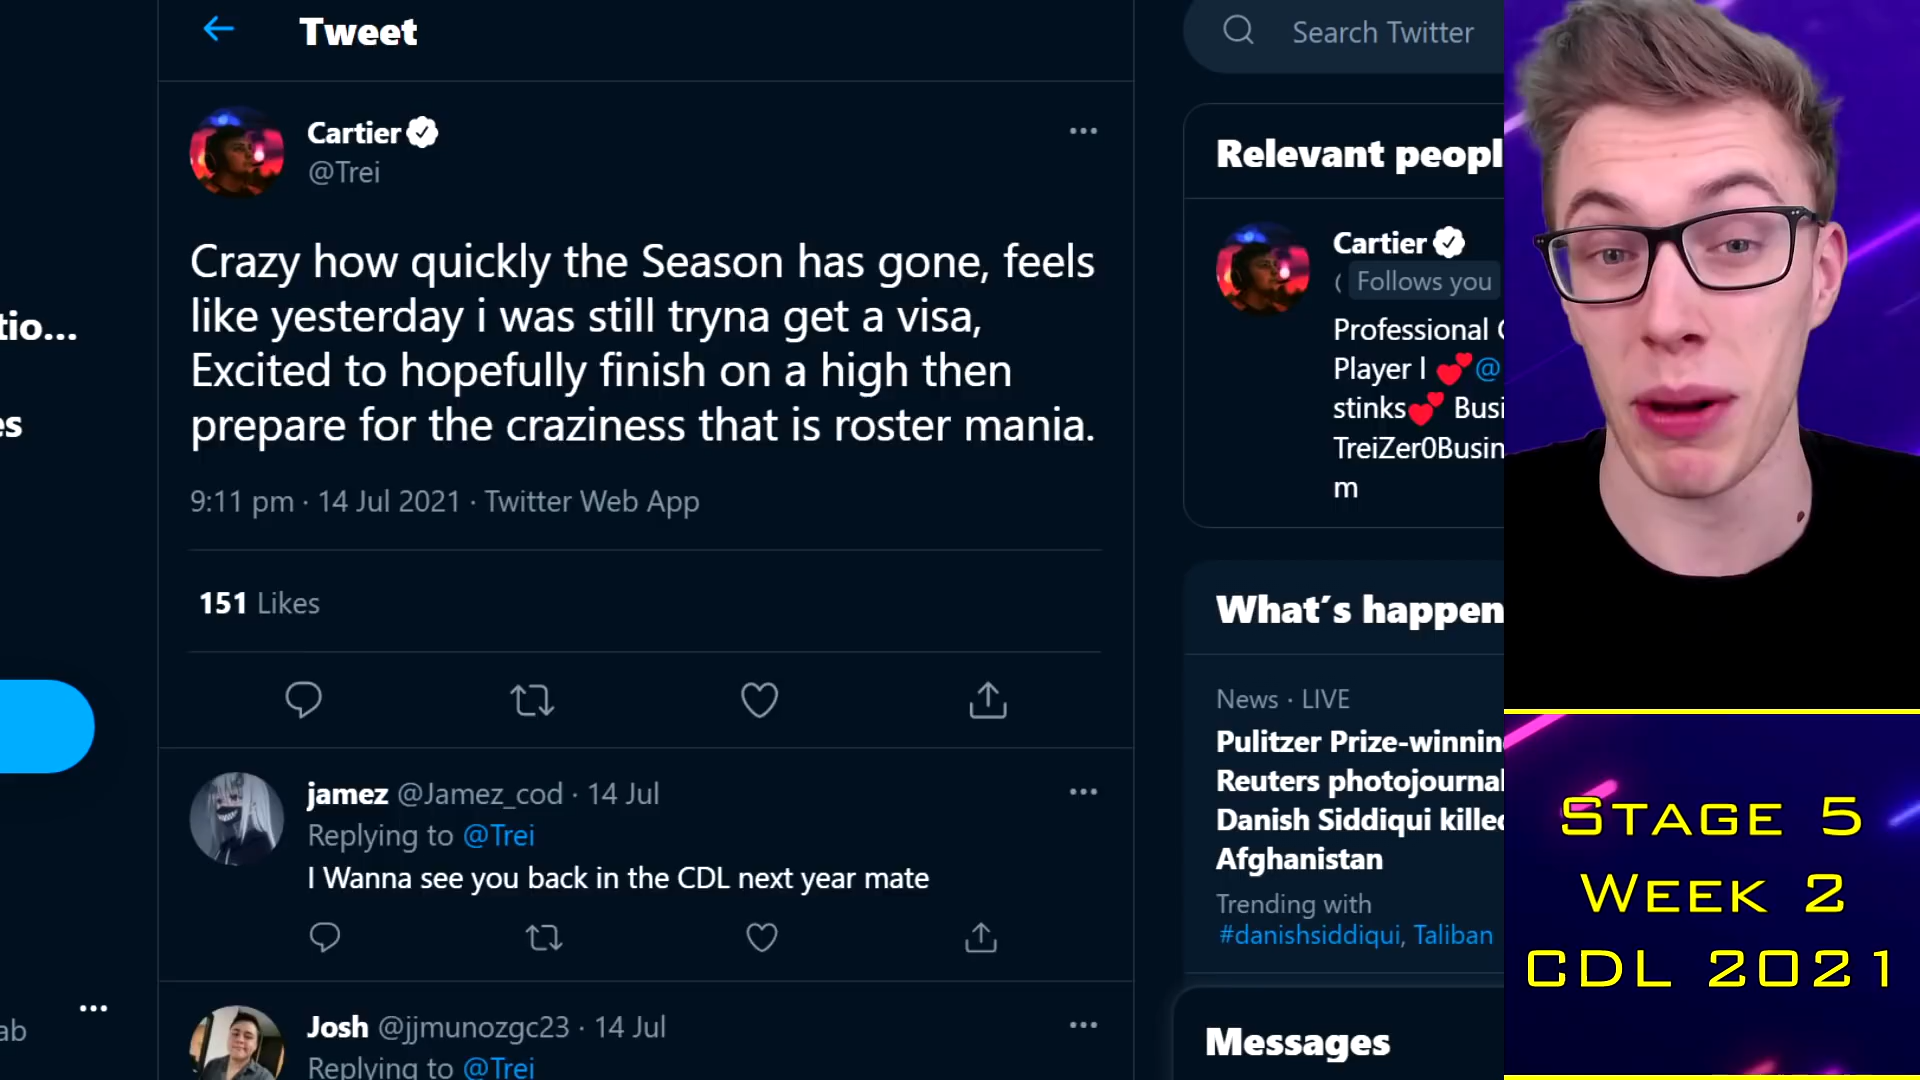 Tweet
Search Twitter
Cartier
@Trei
Crazy how quickly the Season has gone, feels
like yesterday i was still tryna get a visa,
Excited to hopefully finish on a high then
prepare for the craziness that is roster mania.
9:11 pm · 14 Jul 2021 · Twitter Web App
151 Likes
jamez @Jamez_cod · 14 Jul
Replying to @Trei
I Wanna see you back in the CDL next year mate
Josh @jjmunozgc23 · 14 Jul
Replying to @Trei
tio...
es
ab
Relevant peopl
Cartier
( Follows you
Professional
Player I 💕@
stinks💕 Busi
TreiZer0Busin
m
What's happen
News · LIVE
Pulitzer Prize-winnin
Reuters photojournal
Danish Siddiqui killed
Afghanistan
Trending with
#danishsiddiqui, Taliban
Messages
STAGE 5
WEEK 2
CDL 2021